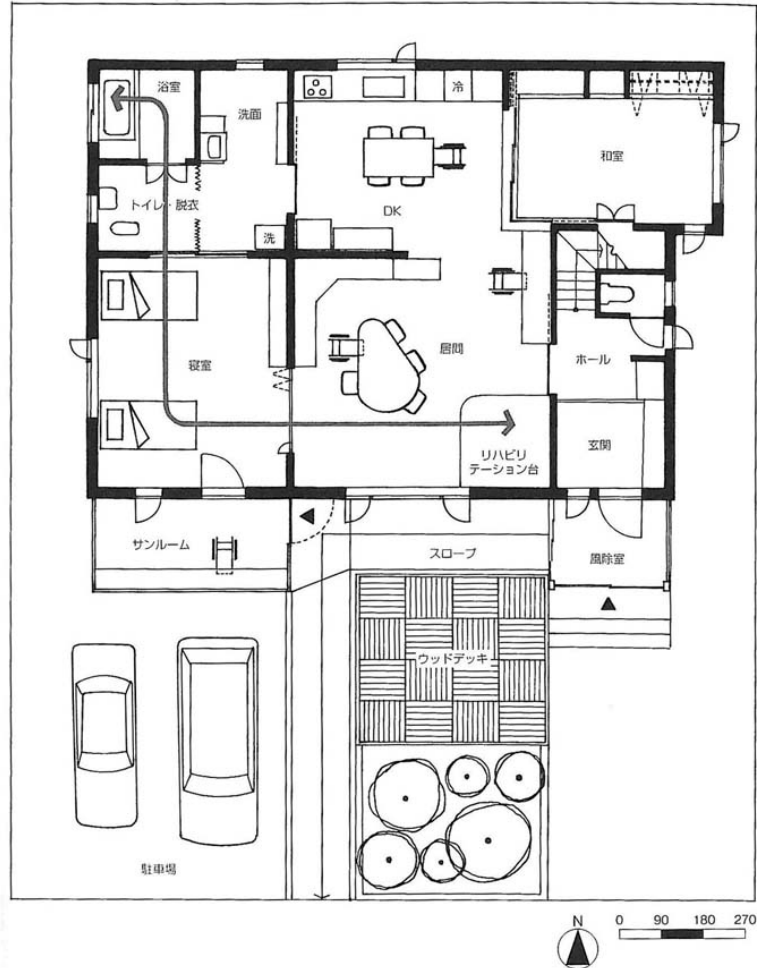 浴室
洗面
冷
和室
トイレ・脱衣
DK
洗
寝室
居間
ホール
リハビリ
テーション台
玄関
サンルーム
スロープ
風除室
ウッドデッキ
駐車場
N
0 90 180 270